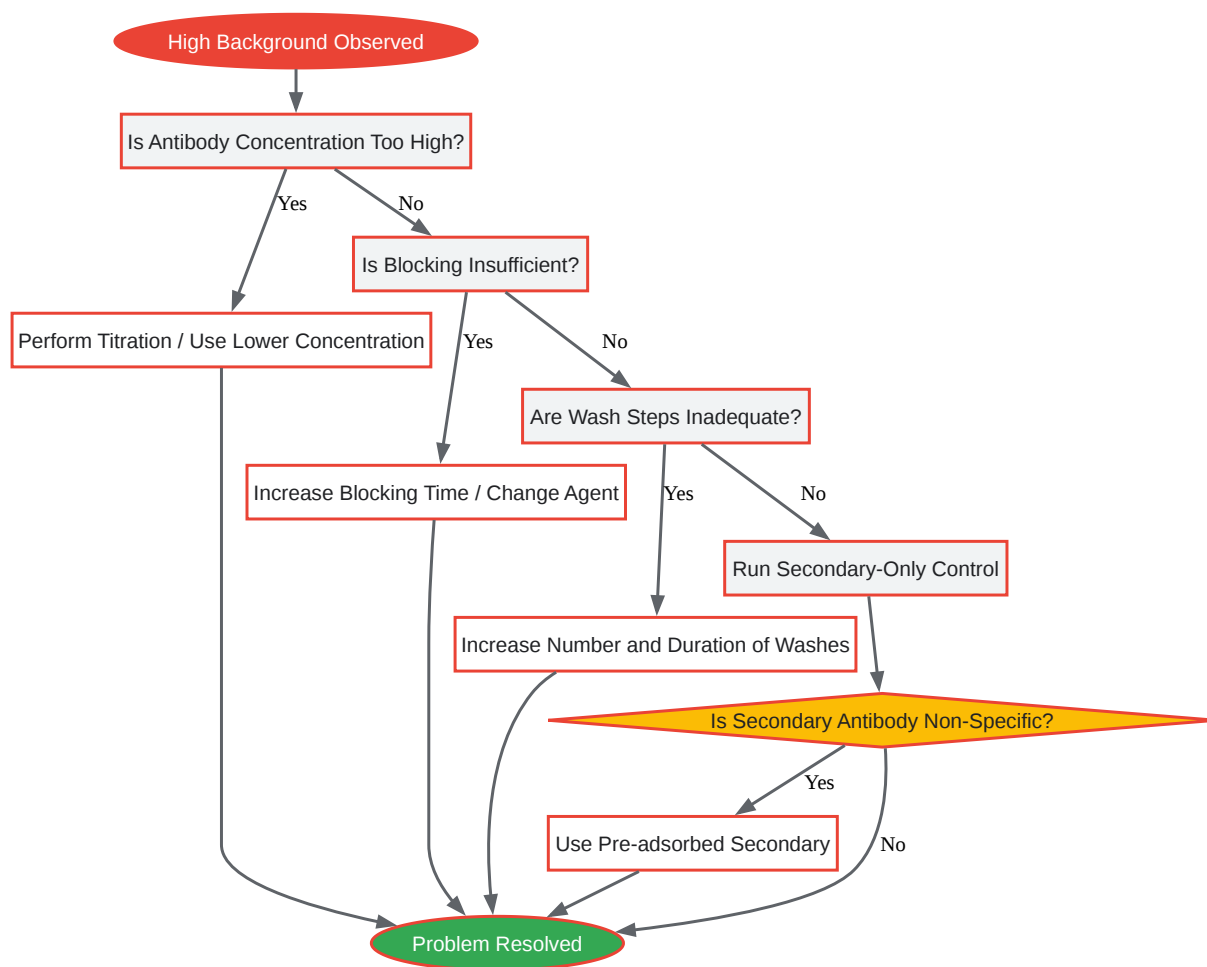 High Background Observed
Is Antibody Concentration Too High?
Yes
No
Is Blocking Insufficient?
Perform Titration / Use Lower Concentration
Yes
No
Are Wash Steps Inadequate?
Increase Blocking Time / Change Agent
Yes
No
Run Secondary-Only Control
Increase Number and Duration of Washes
Is Secondary Antibody Non-Specific?
Yes
Use Pre-adsorbed Secondary
No
Problem Resolved